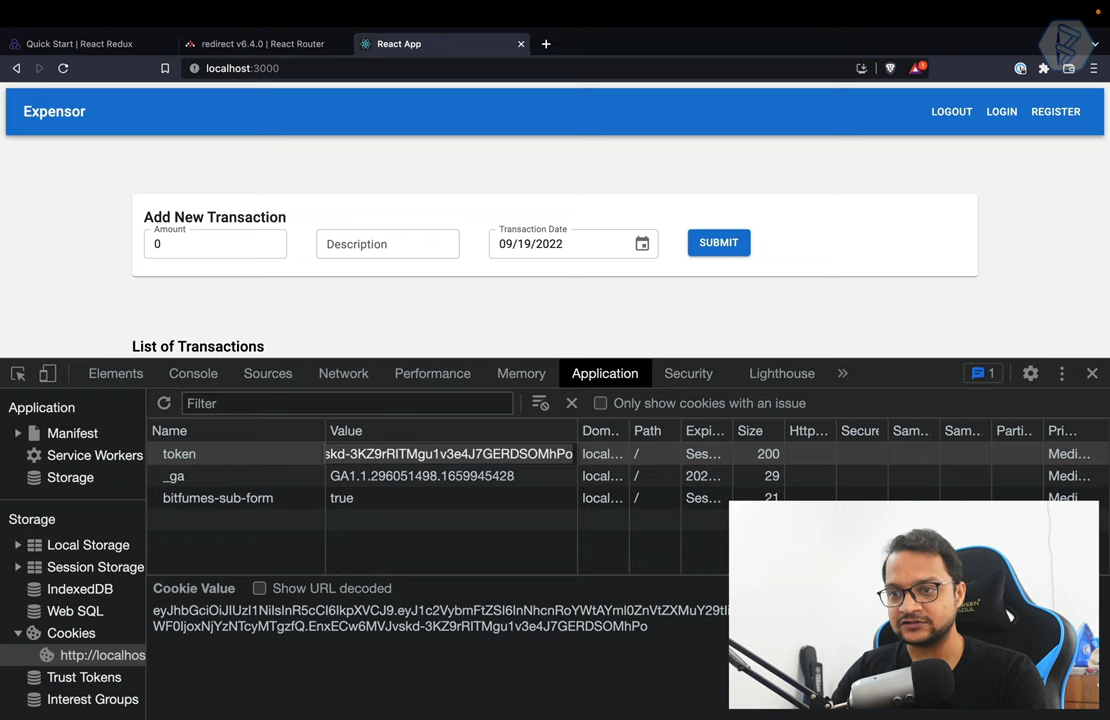 Quick Start | React Redux
redirect v6.4.0 | React Router
React App
localhost:3000
1
Expensor
LOGOUT LOGIN REGISTER
Add New Transaction
Amount
0
Description
Transaction Date
09/19/2022
SUBMIT
List of Transactions
Elements Console Sources Network Performance Memory Application Security Lighthouse 1
Application
Manifest
Service Workers
Storage
Storage
Local Storage
Session Storage
IndexedDB
Web SQL
Cookies
http://localhos
Trust Tokens
Interest Groups
Filter
Only show cookies with an issue
Name Value Dom... Path Expi... Size Http... Secure Sam... Sam... Parti... Pri...
token skd-3KZ9rRlTMgu1v3e4J7GERDSOMhPo local... / Ses... 200 Medi...
_ga GA1.1.296051498.1659945428 local... / 202... 29 Medi...
bitfumes-sub-form true local... / Ses... 21 Medi
Cookie Value Show URL decoded